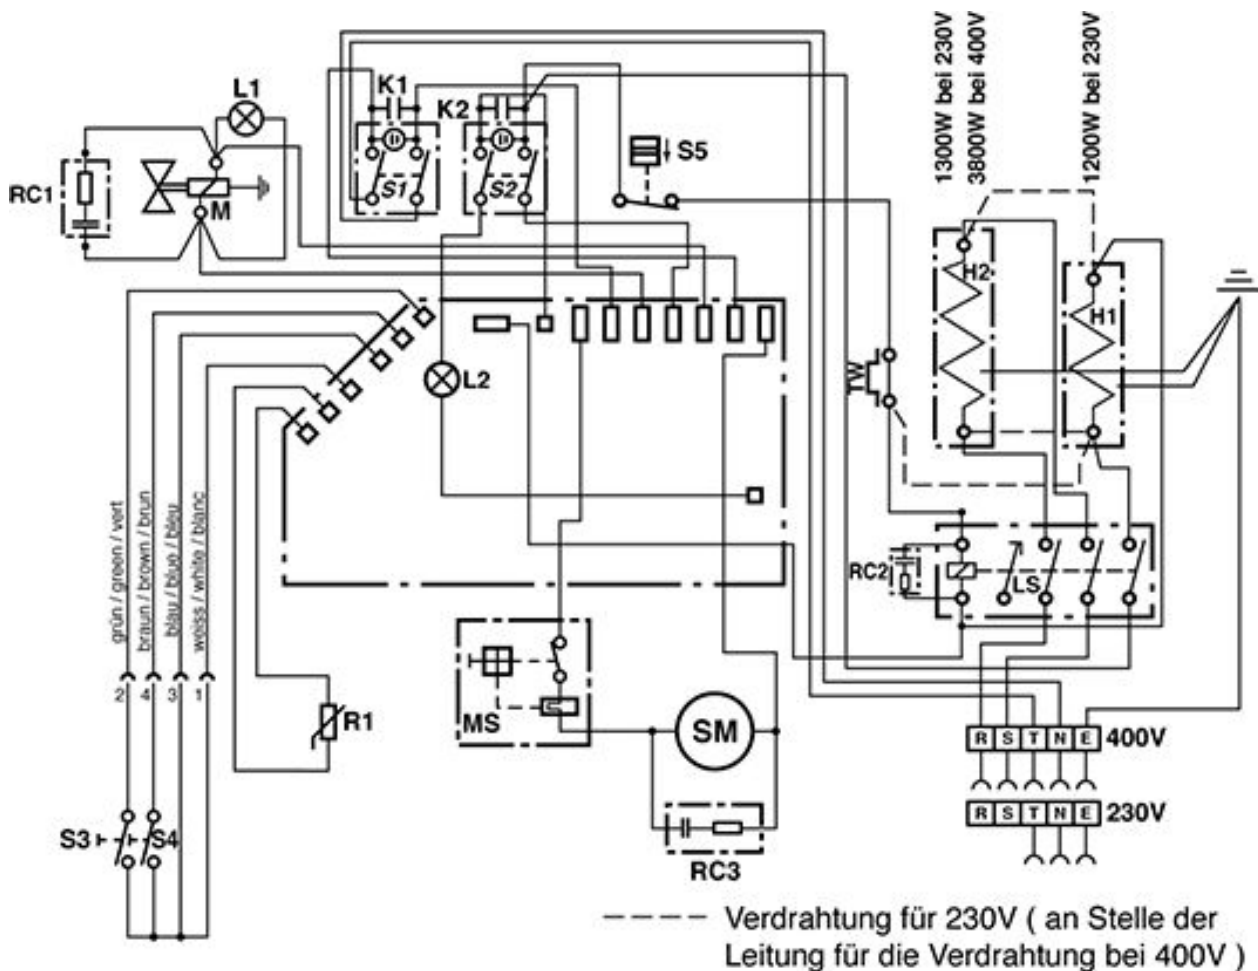 1300W bei 230V
3800W bei 400V
1200W bei 230V
L1
K1
K2
S5
RC1
M
S1
S2
H2
H1
TW
L2
grün / green / vert
braun / brown / brun
blau / blue / bleu
weiss / white / blanc
RC2
LS
2
4
3
1
R1
MS
SM
R S T N E 400V
R S T N E 230V
S3
S4
RC3
Verdrahtung für 230V ( an Stelle der
Leitung für die Verdrahtung bei 400V )